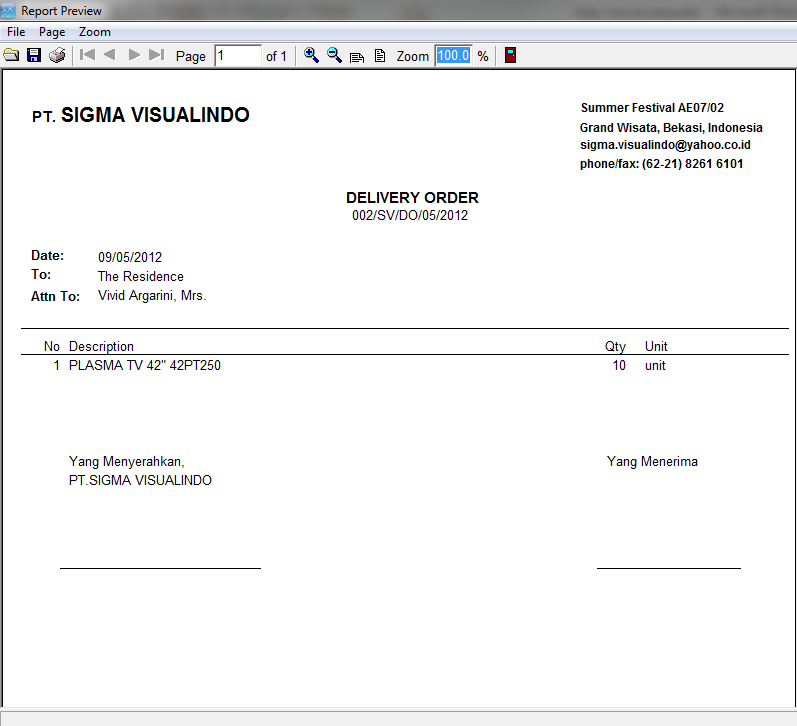 Report Preview
File Page Zoom
Page 1 of 1 Zoom 100.0 %
PT. SIGMA VISUALINDO
Summer Festival AE07/02
Grand Wisata, Bekasi, Indonesia
sigma.visualindo@yahoo.co.id
phone/fax: (62-21) 8261 6101
DELIVERY ORDER
002/SV/DO/05/2012
Date: 09/05/2012
To: The Residence
Attn To: Vivid Argarini, Mrs.
No Description Qty Unit
1 PLASMA TV 42" 42PT250 10 unit
Yang Menyerahkan, Yang Menerima
PT.SIGMA VISUALINDO